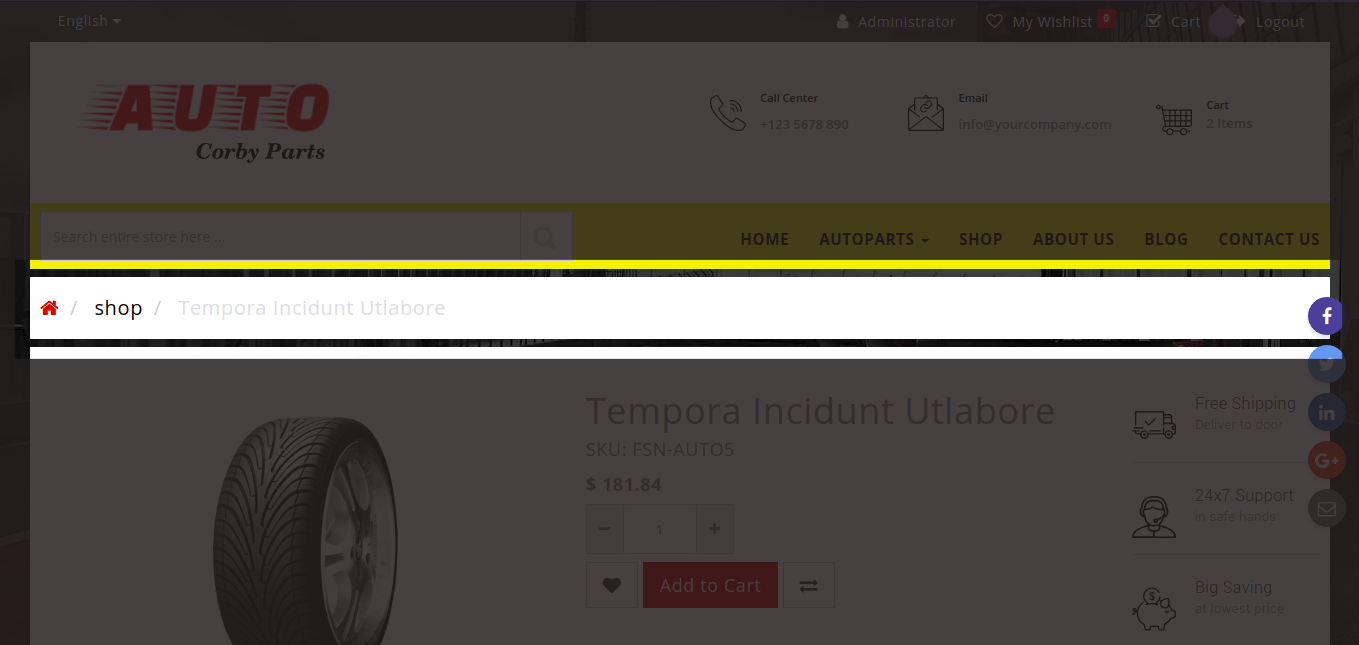 English
Administrator
My Wishlist 0
Cart
Logout
AUTO
Corby Parts
Call Center
+123 5678 890
Email
info@yourcompany.com
Cart
2 Items
Search entire store here ...
HOME AUTOPARTS SHOP ABOUT US BLOG CONTACT US
/ shop / Tempora Incidunt Utlabore
Tempora Incidunt Utlabore
SKU: FSN-AUTO5
$ 181.84
− 1 +
Add to Cart
Free Shipping
Deliver to door
24x7 Support
in safe hands
Big Saving
at lowest price
f
in
G+